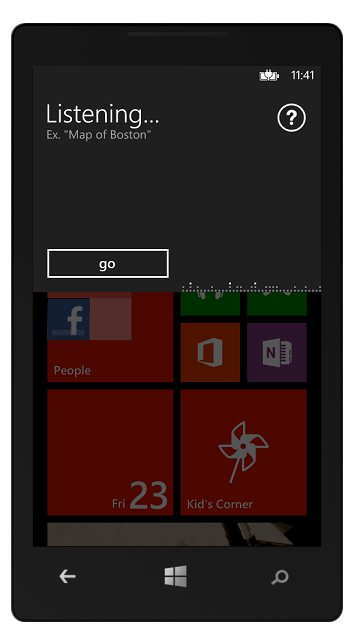 11:41
Listening...
?
Ex. "Map of Boston"
go
f
N
People
Fri 23
Kid's Corner